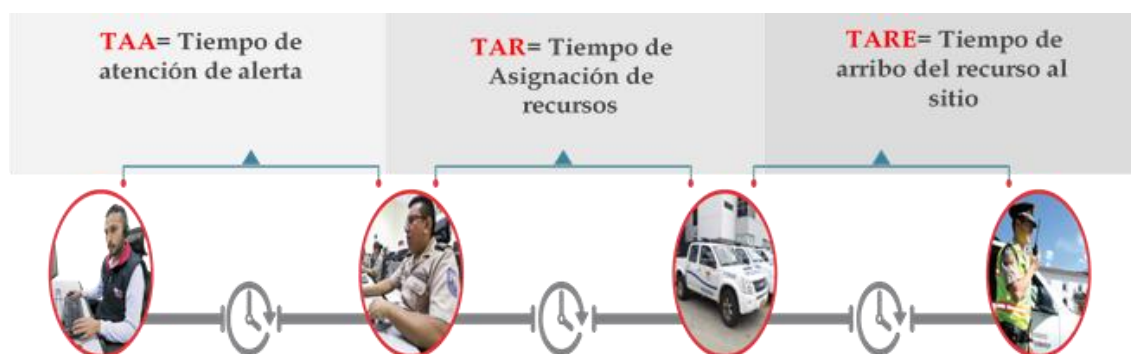 TAA= Tiempo de
atención de alerta
TAR= Tiempo de
Asignación de
recursos
TARE= Tiempo de
arribo del recurso al
sitio